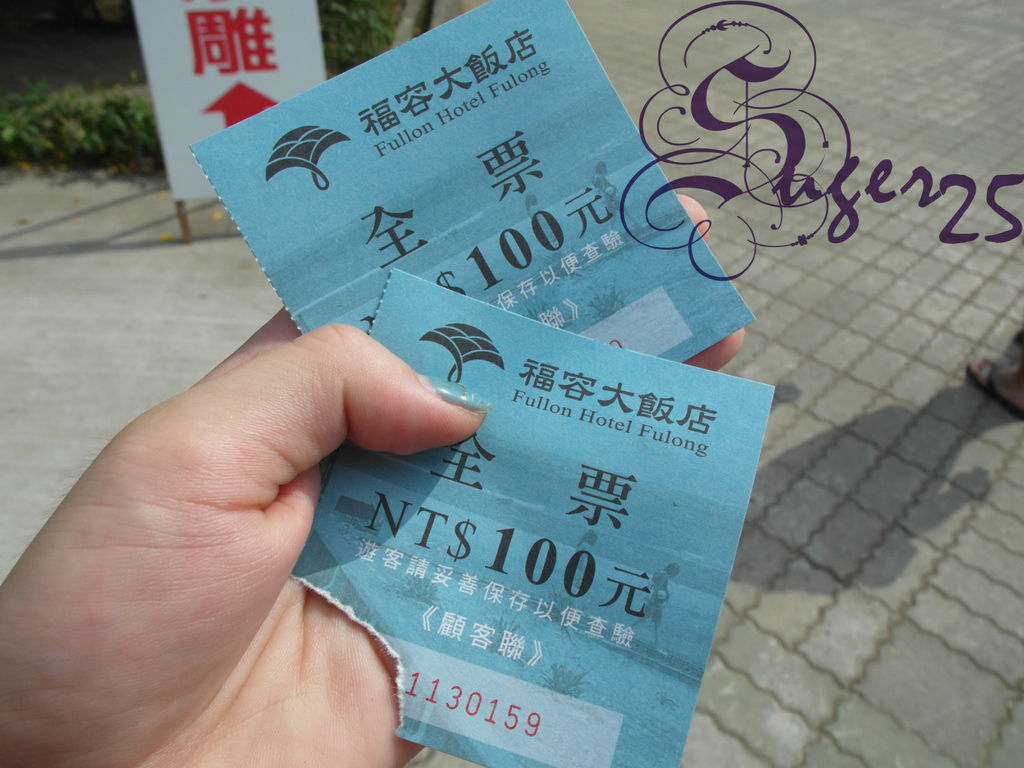 雕
福容大飯店
Fullon Hotel Fulong
全 票
$100元
保存以便查驗
聯》
Suger25
福容大飯店
Fullon Hotel Fulong
全 票
NT$100元
遊客請妥善保存以便查驗
《顧客聯》
1130159